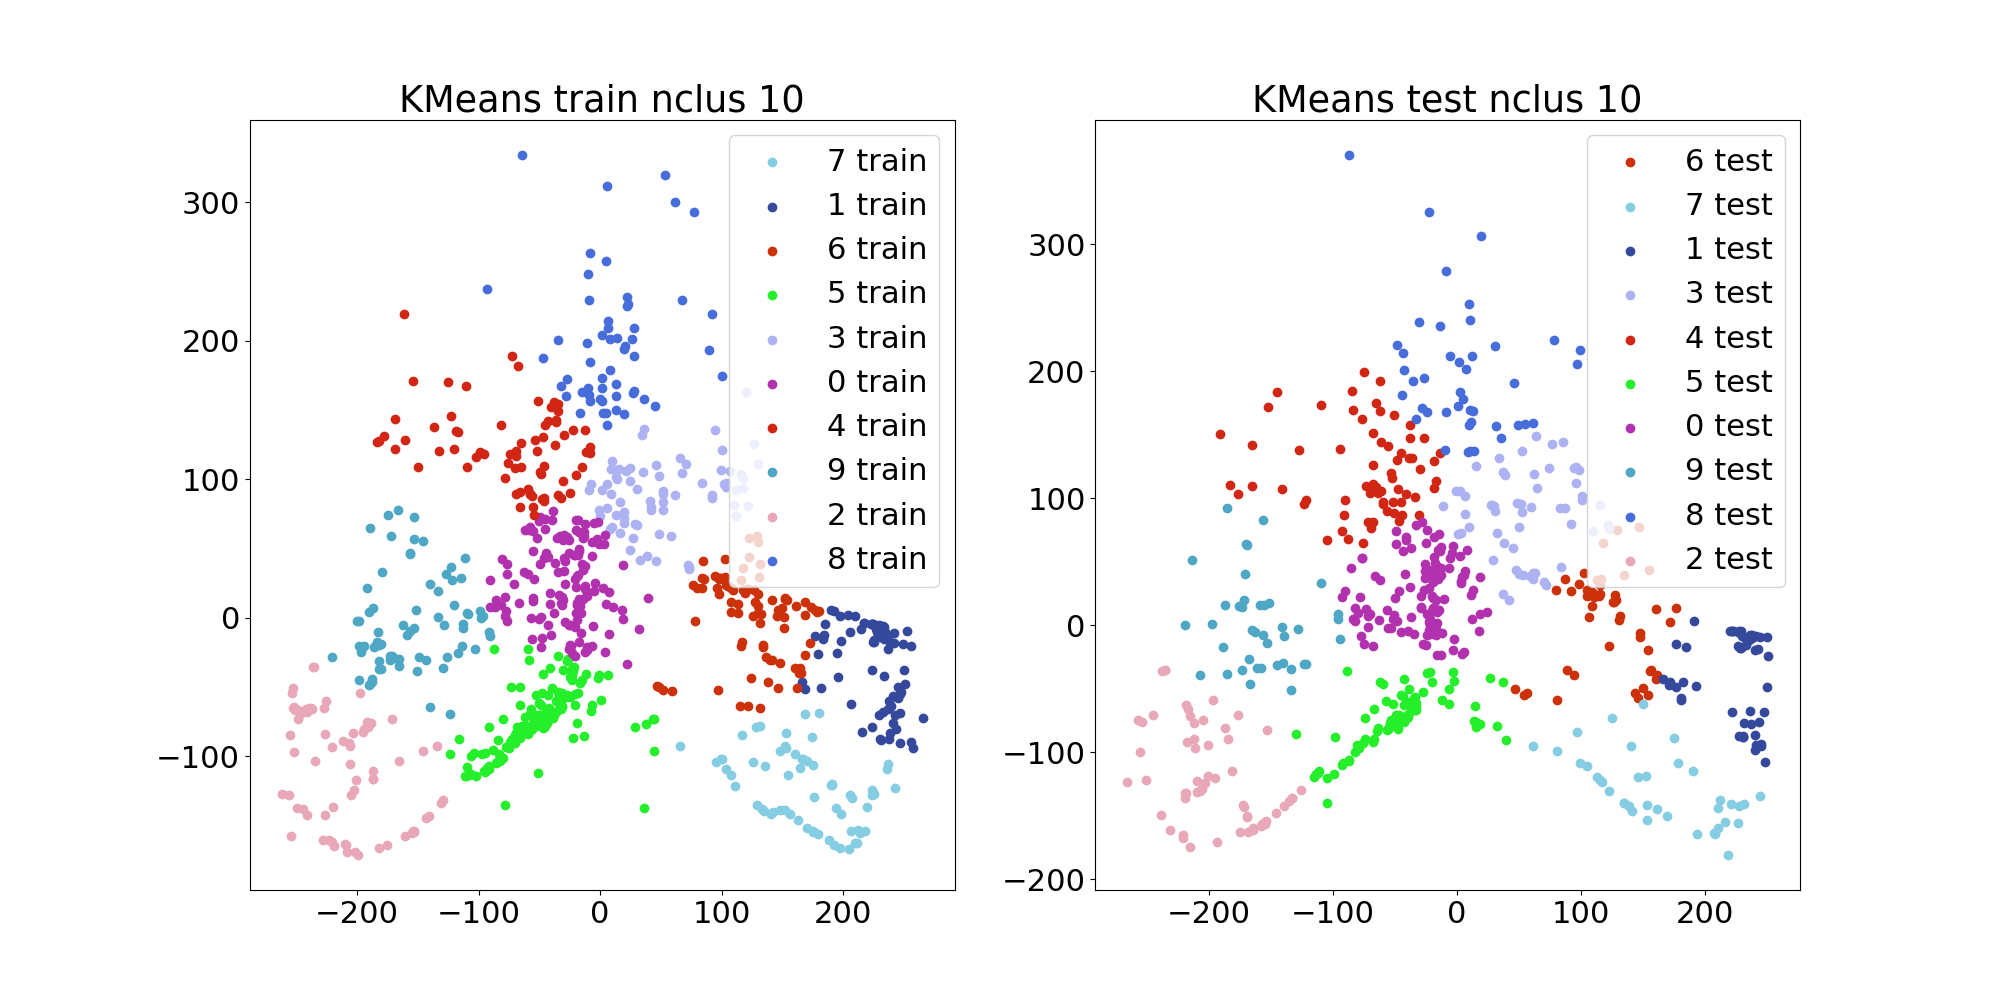 KMeans train nclus 10
300
200
100
0
−100
−200
−100
0
100
200
7 train
1 train
6 train
5 train
3 train
0 train
4 train
9 train
2 train
8 train
KMeans test nclus 10
300
200
100
0
−100
−200
−200
−100
0
100
200
6 test
7 test
1 test
3 test
4 test
5 test
0 test
9 test
8 test
2 test